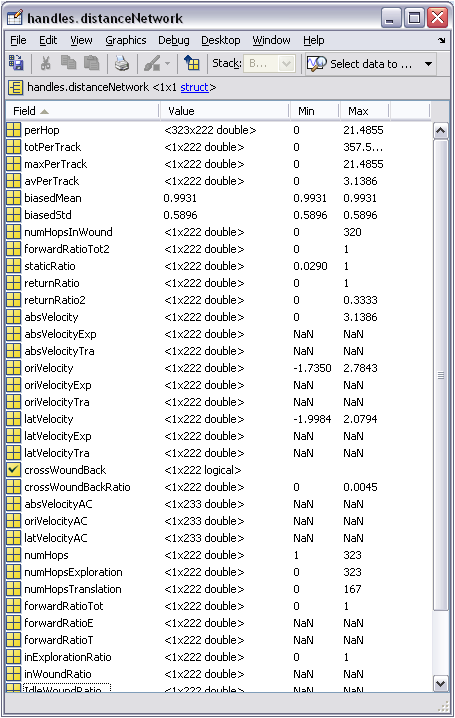 handles.distanceNetwork
File Edit View Graphics Debug Desktop Window Help
Stack: B... Select data to ...
handles.distanceNetwork <1x1 struct>
Field Value Min Max
perHop <323x222 double> 0 21.4855
totPerTrack <1x222 double> 0 357.5...
maxPerTrack <1x222 double> 0 21.4855
avPerTrack <1x222 double> 0 3.1386
biasedMean 0.9931 0.9931 0.9931
biasedStd 0.5896 0.5896 0.5896
numHopsInWound <1x222 double> 0 320
forwardRatioTot2 <1x222 double> 0 1
staticRatio <1x222 double> 0.0290 1
returnRatio <1x222 double> 0 1
returnRatio2 <1x222 double> 0 0.3333
absVelocity <1x222 double> 0 3.1386
absVelocityExp <1x222 double> NaN NaN
absVelocityTra <1x222 double> NaN NaN
oriVelocity <1x222 double> -1.7350 2.7843
oriVelocityExp <1x222 double> NaN NaN
oriVelocityTra <1x222 double> NaN NaN
latVelocity <1x222 double> -1.9984 2.0794
latVelocityExp <1x222 double> NaN NaN
latVelocityTra <1x222 double> NaN NaN
crossWoundBack <1x222 logical>
crossWoundBackRatio <1x222 double> 0 0.0045
absVelocityAC <1x233 double> NaN NaN
oriVelocityAC <1x233 double> NaN NaN
latVelocityAC <1x233 double> NaN NaN
numHops <1x222 double> 1 323
numHopsExploration <1x222 double> 0 323
numHopsTranslation <1x222 double> 0 167
forwardRatioTot <1x222 double> 0 1
forwardRatioE <1x222 double> NaN NaN
forwardRatioT <1x222 double> NaN NaN
inExplorationRatio <1x222 double> 0 1
inWoundRatio <1x222 double> NaN NaN
IdleWoundRatio <1x222 double> NaN NaN